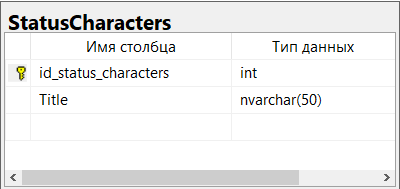 StatusCharacters
Имя столбца Тип данных
id_status_characters int
Title nvarchar(50)